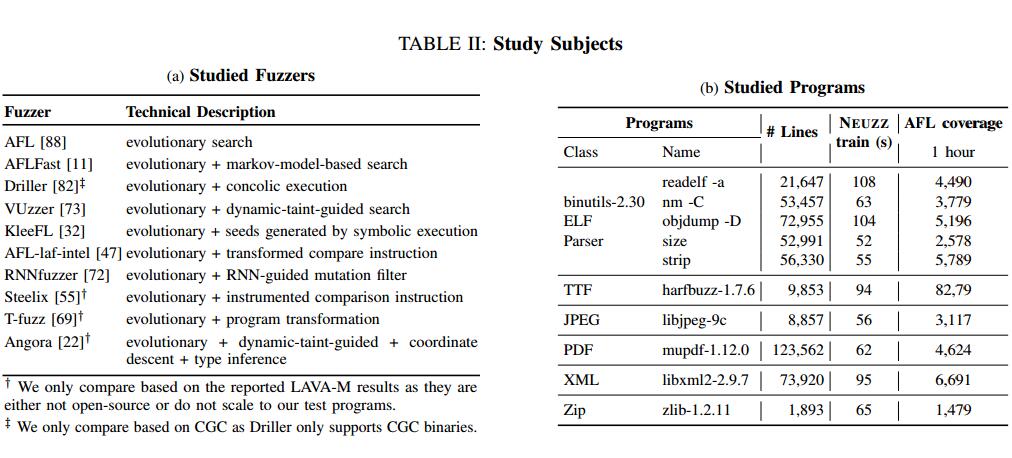 TABLE II: Study Subjects
(a) Studied Fuzzers
Fuzzer Technical Description
AFL [88] evolutionary search
AFLFast [11] evolutionary + markov-model-based search
Driller [82]‡ evolutionary + concolic execution
VUzzer [73] evolutionary + dynamic-taint-guided search
KleeFL [32] evolutionary + seeds generated by symbolic execution
AFL-laf-intel [47] evolutionary + transformed compare instruction
RNNfuzzer [72] evolutionary + RNN-guided mutation filter
Steelix [55]† evolutionary + instrumented comparison instruction
T-fuzz [69]† evolutionary + program transformation
Angora [22]† evolutionary + dynamic-taint-guided + coordinate
descent + type inference
† We only compare based on the reported LAVA-M results as they are
either not open-source or do not scale to our test programs.
‡ We only compare based on CGC as Driller only supports CGC binaries.
(b) Studied Programs
Programs # Lines NEUZZ train (s) AFL coverage
Class Name 1 hour
readelf -a 21,647 108 4,490
binutils-2.30 nm -C 53,457 63 3,779
ELF objdump -D 72,955 104 5,196
Parser size 52,991 52 2,578
strip 56,330 55 5,789
TTF harfbuzz-1.7.6 9,853 94 82,79
JPEG libjpeg-9c 8,857 56 3,117
PDF mupdf-1.12.0 123,562 62 4,624
XML libxml2-2.9.7 73,920 95 6,691
Zip zlib-1.2.11 1,893 65 1,479